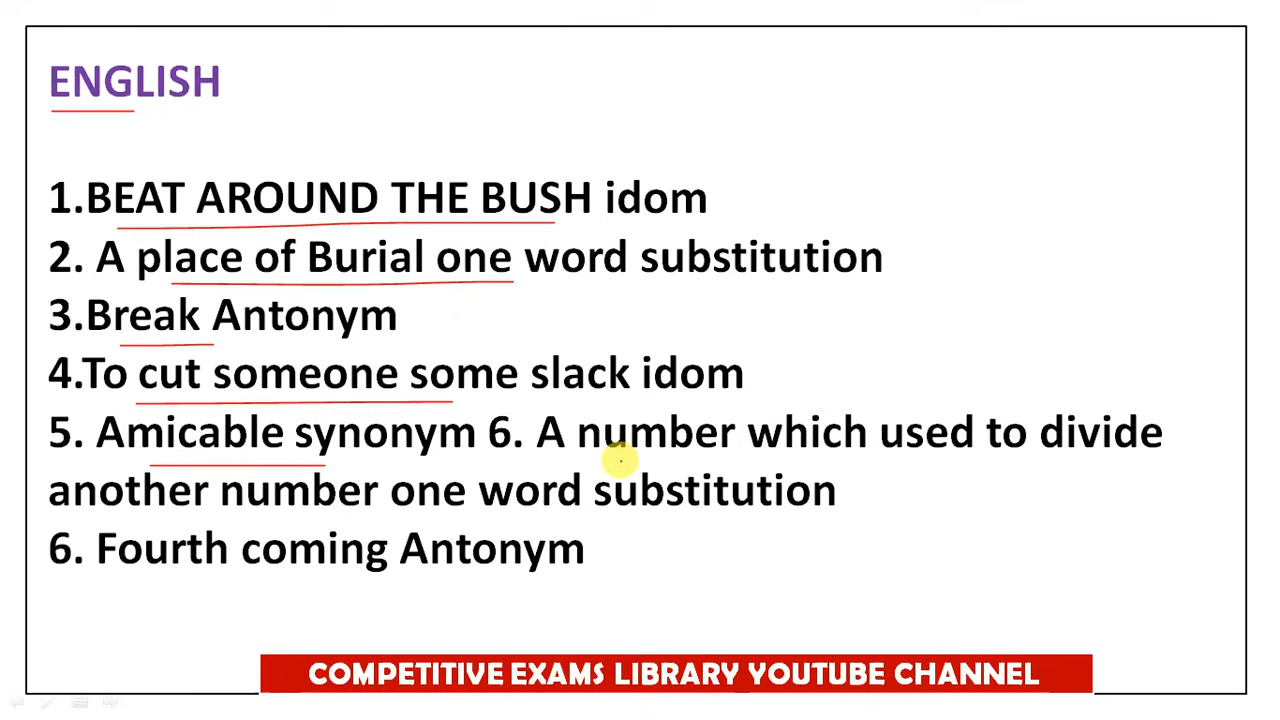 ENGLISH
1.BEAT AROUND THE BUSH idom
2. A place of Burial one word substitution
3.Break Antonym
4.To cut someone some slack idom
5. Amicable synonym 6. A number which used to divide
another number one word substitution
6. Fourth coming Antonym
COMPETITIVE EXAMS LIBRARY YOUTUBE CHANNEL